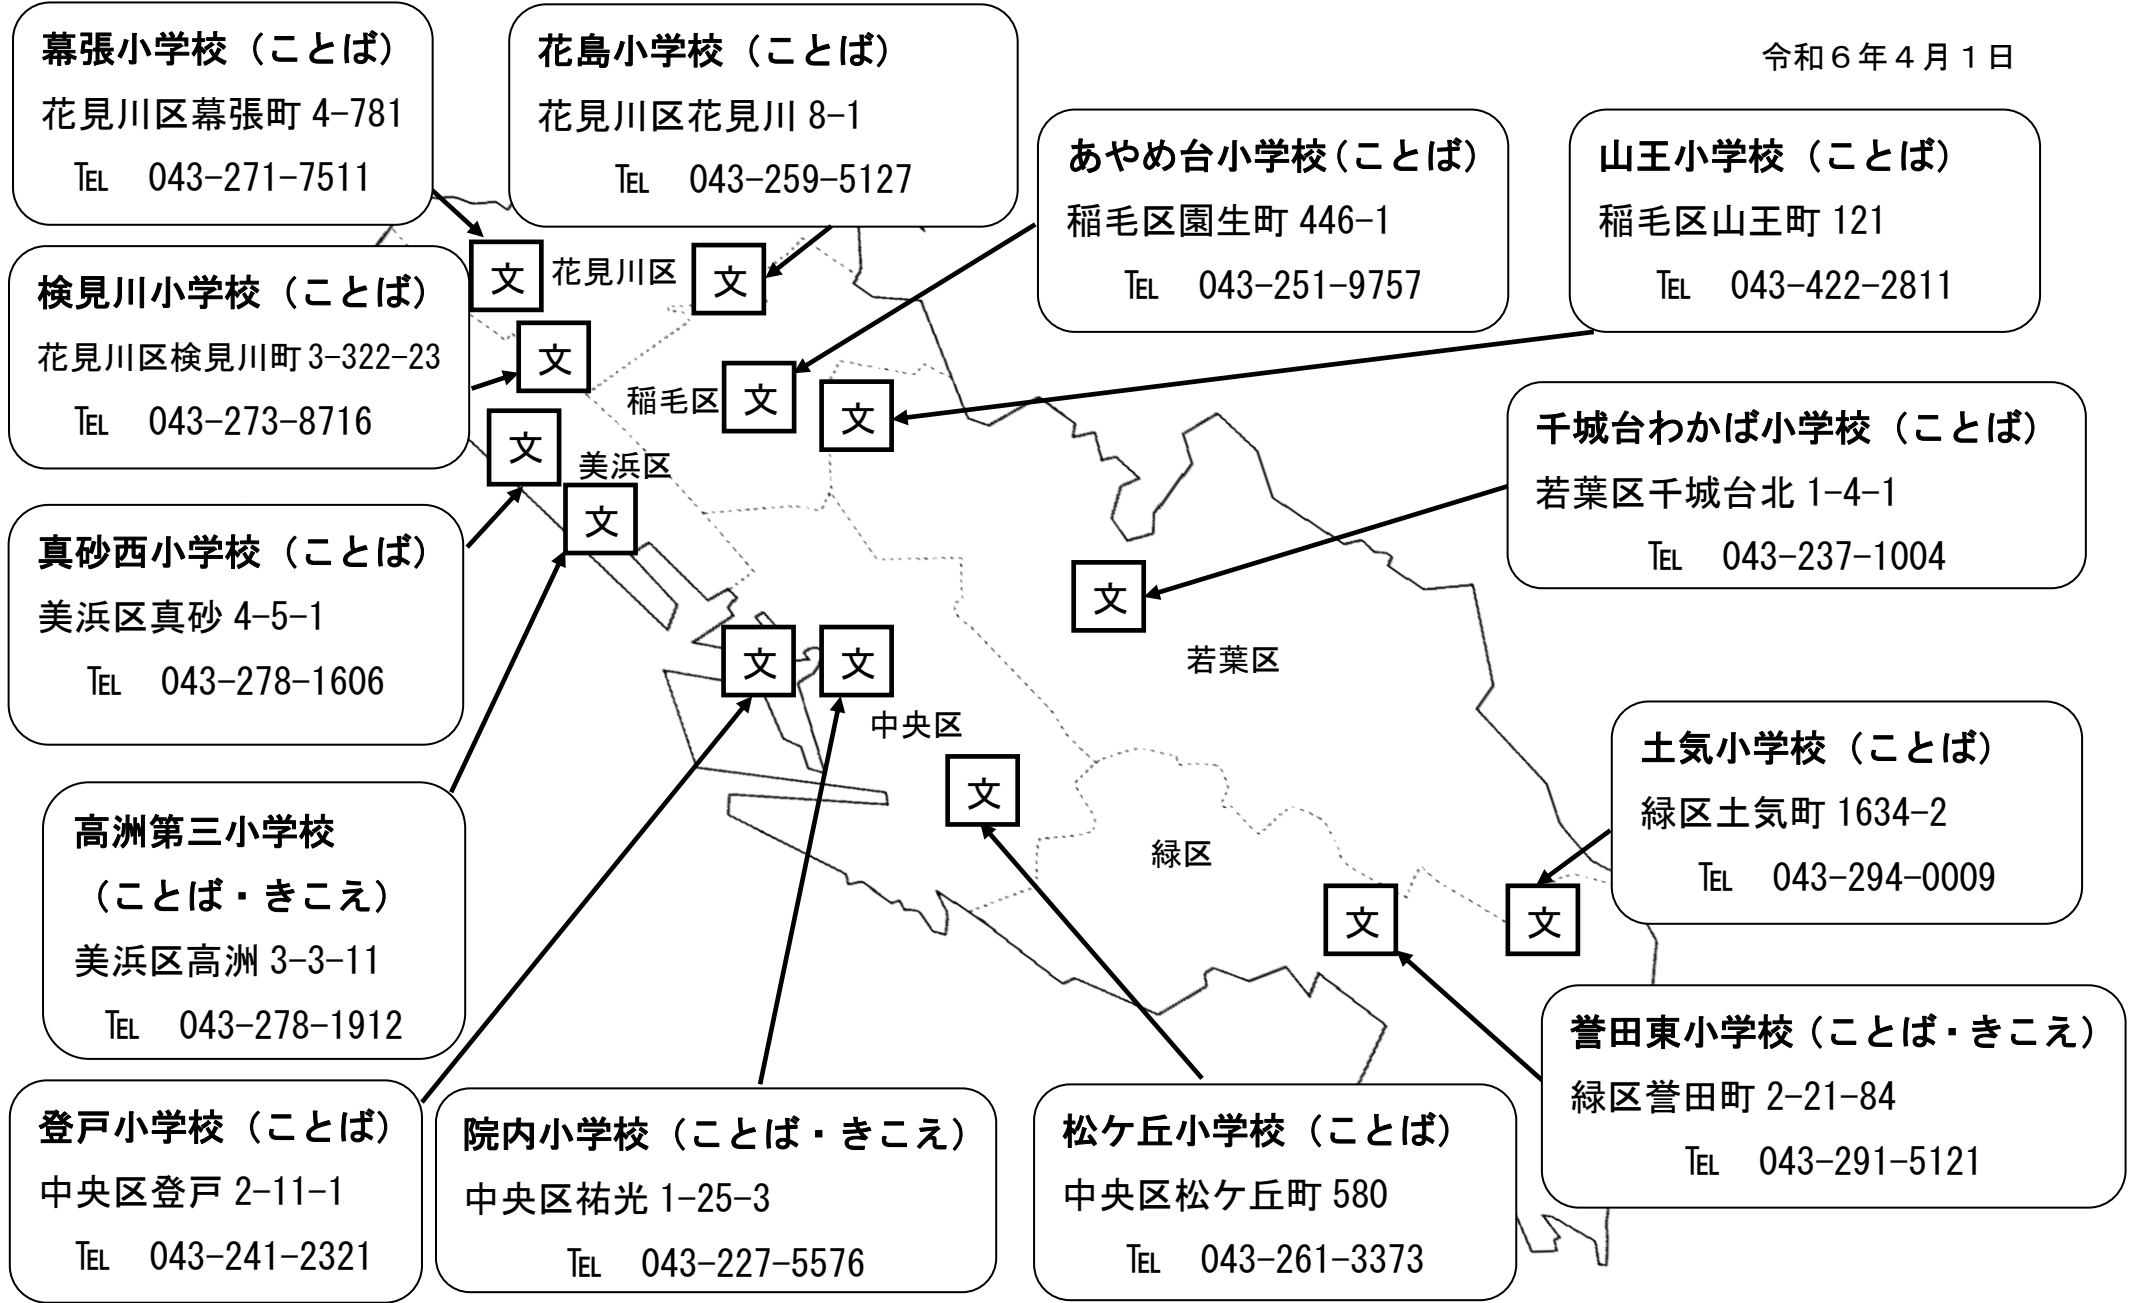 令和６年４月１日
幕張小学校（ことば）
花見川区幕張町 4-781
℡ 043-271-7511
花島小学校（ことば）
花見川区花見川 8-1
℡ 043-259-5127
あやめ台小学校（ことば）
稲毛区園生町 446-1
℡ 043-251-9757
山王小学校（ことば）
稲毛区山王町 121
℡ 043-422-2811
検見川小学校（ことば）
花見川区検見川町 3-322-23
℡ 043-273-8716
文
花見川区
文
文
稲毛区
文
文
文
美浜区
文
千城台わかば小学校（ことば）
若葉区千城台北 1-4-1
℡ 043-237-1004
真砂西小学校（ことば）
美浜区真砂 4-5-1
℡ 043-278-1606
文
若葉区
文
文
中央区
文
土気小学校（ことば）
緑区土気町 1634-2
℡ 043-294-0009
高洲第三小学校
（ことば・きこえ）
美浜区高洲 3-3-11
℡ 043-278-1912
緑区
文
文
誉田東小学校（ことば・きこえ）
緑区誉田町 2-21-84
℡ 043-291-5121
登戸小学校（ことば）
中央区登戸 2-11-1
℡ 043-241-2321
院内小学校（ことば・きこえ）
中央区祐光 1-25-3
℡ 043-227-5576
松ケ丘小学校（ことば）
中央区松ケ丘町 580
℡ 043-261-3373